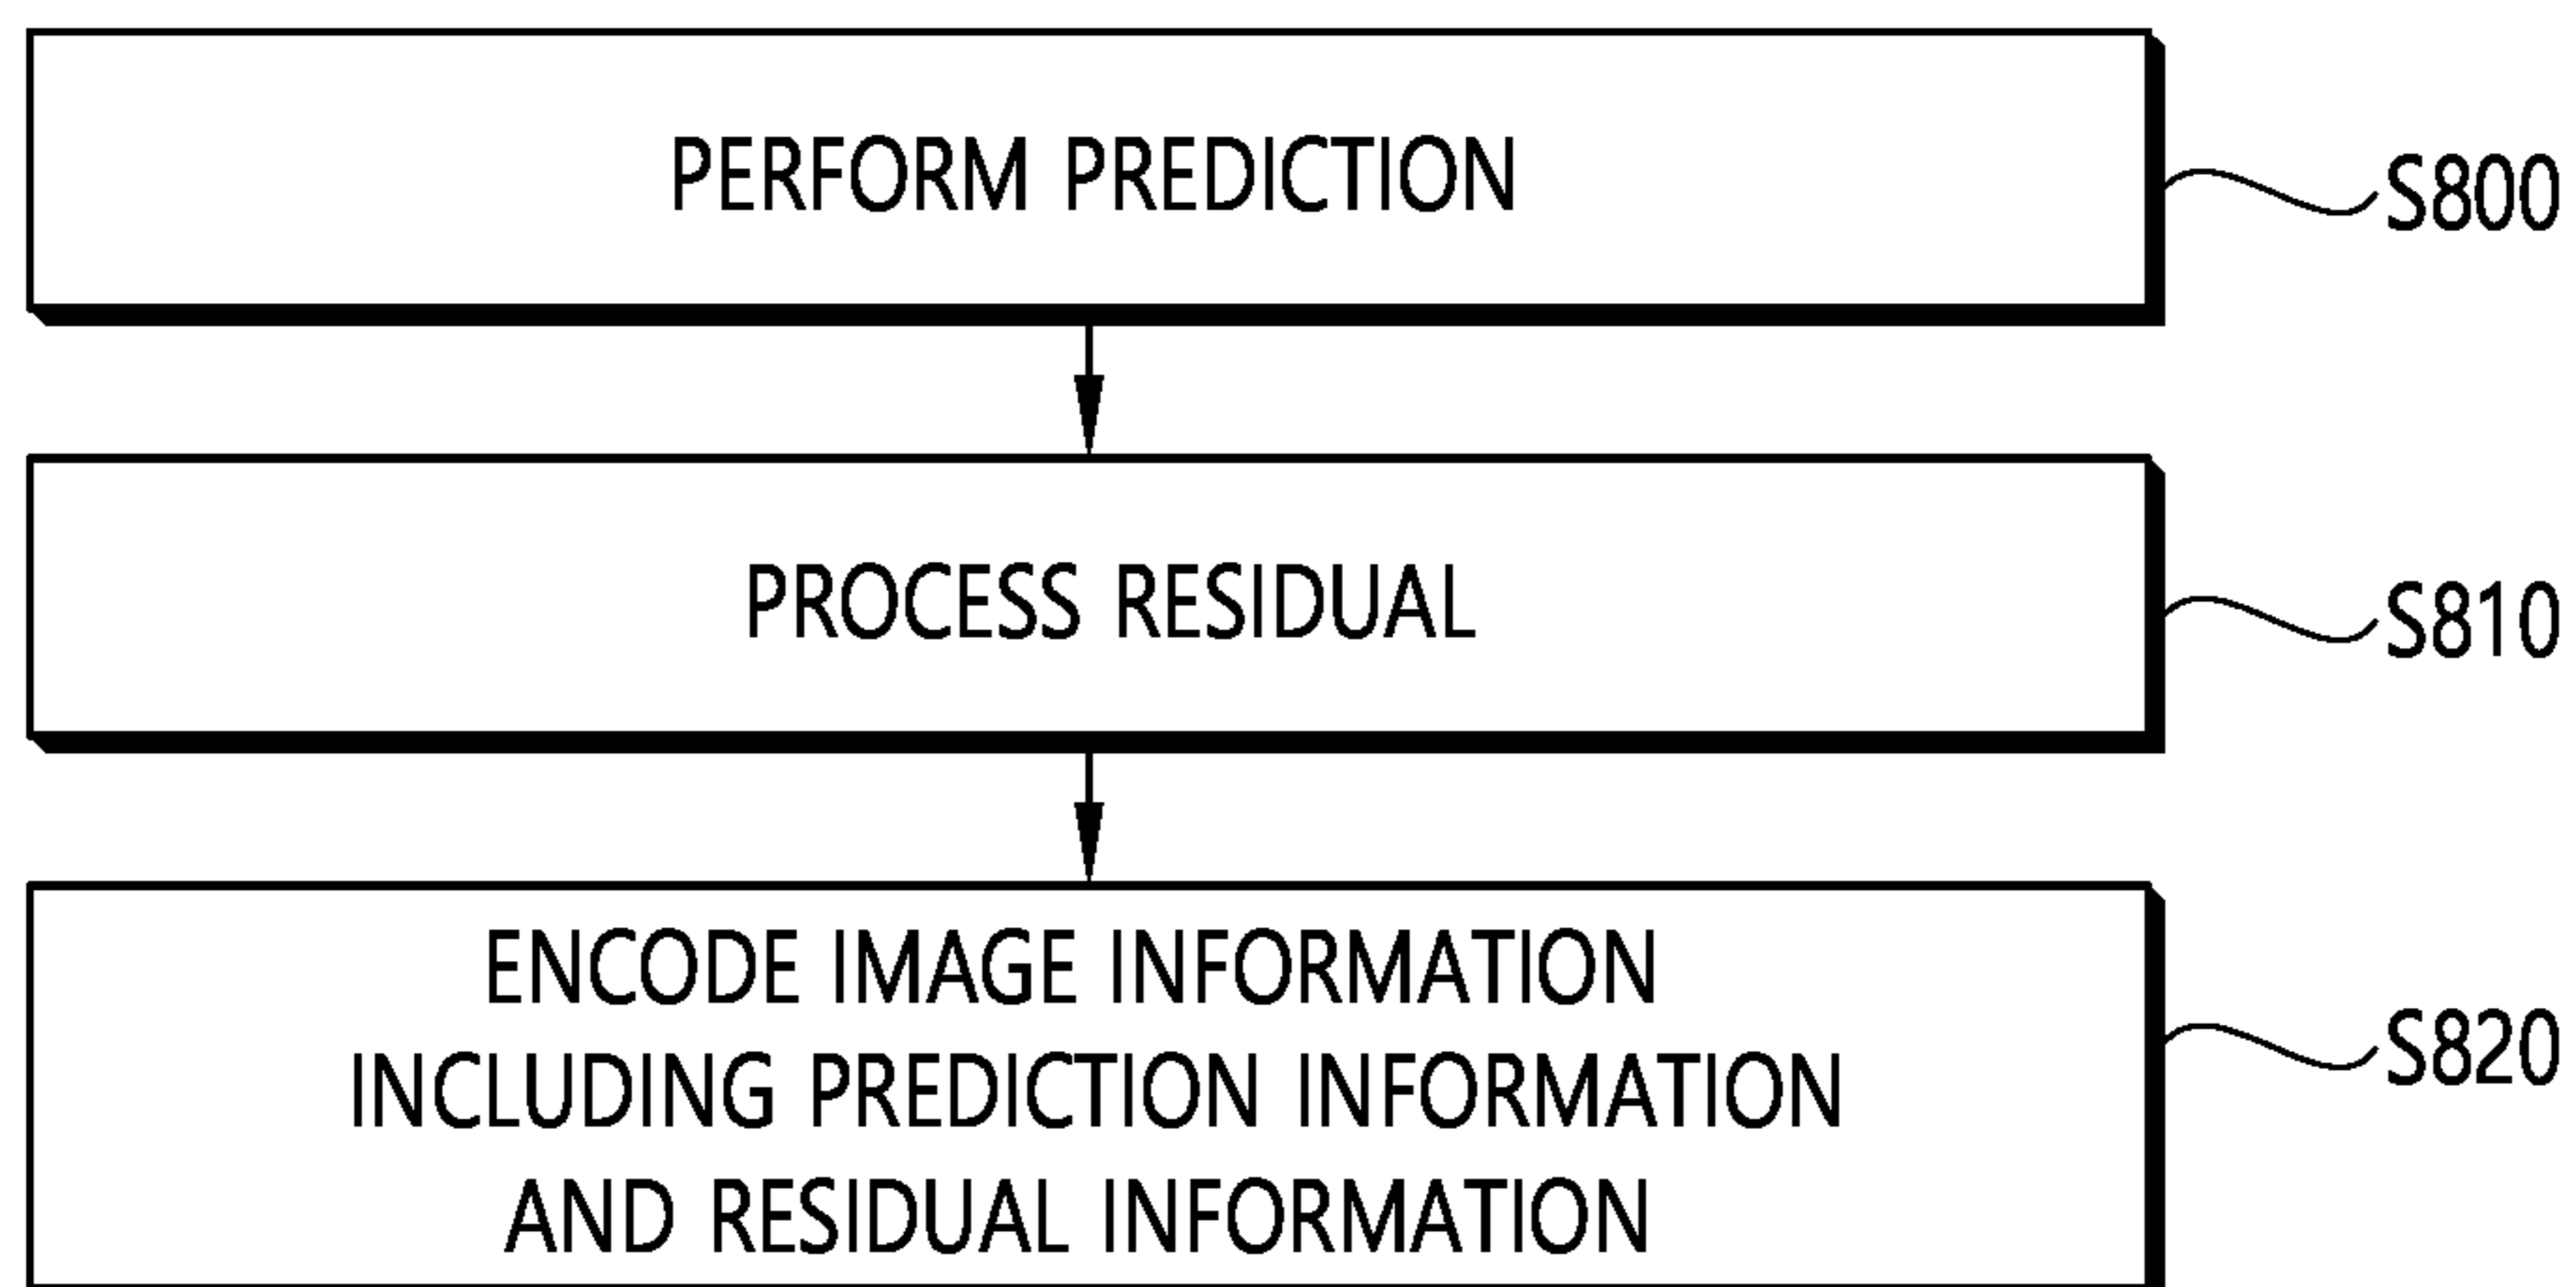 PERFORM PREDICTION
S800
PROCESS RESIDUAL
S810
ENCODE IMAGE INFORMATION
INCLUDING PREDICTION INFORMATION
AND RESIDUAL INFORMATION
S820